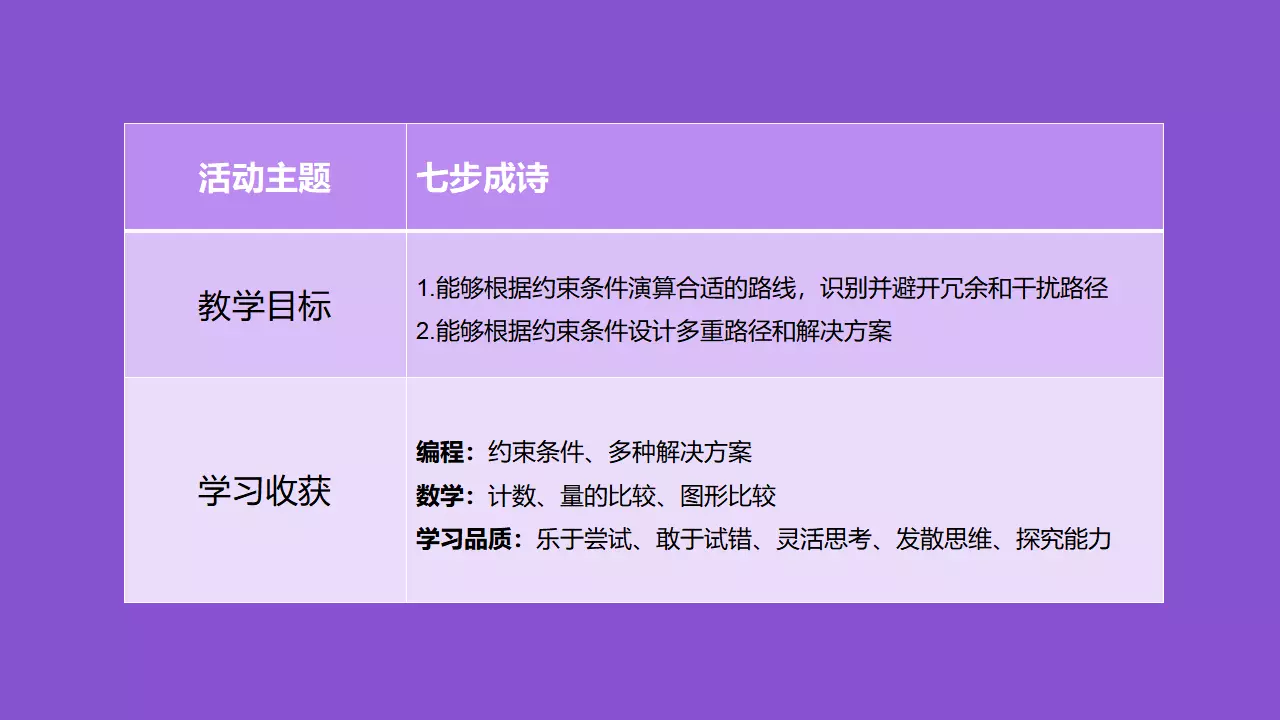 活动主题
七步成诗
教学目标
1.能够根据约束条件演算合适的路线，识别并避开冗余和干扰路径
2.能够根据约束条件设计多重路径和解决方案
学习收获
编程：约束条件、多种解决方案
数学：计数、量的比较、图形比较
学习品质：乐于尝试、敢于试错、灵活思考、发散思维、探究能力